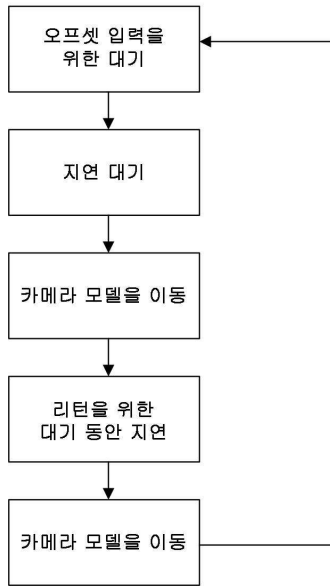 오프셋 입력을
위한 대기
지연 대기
카메라 모델을 이동
리턴을 위한
대기 동안 지연
카메라 모델을 이동